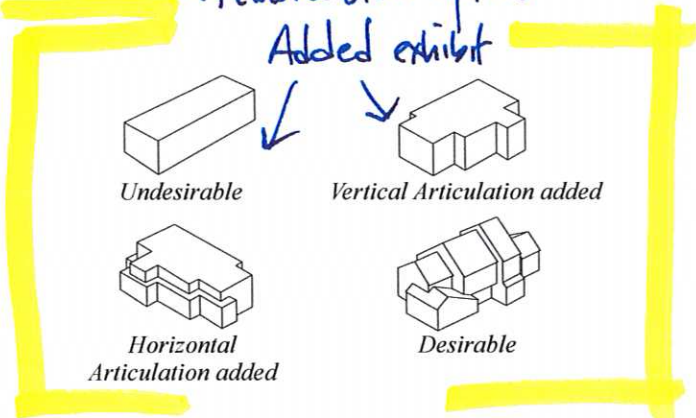 Added exhibit
Undesirable
Vertical Articulation added
Horizontal
Articulation added
Desirable